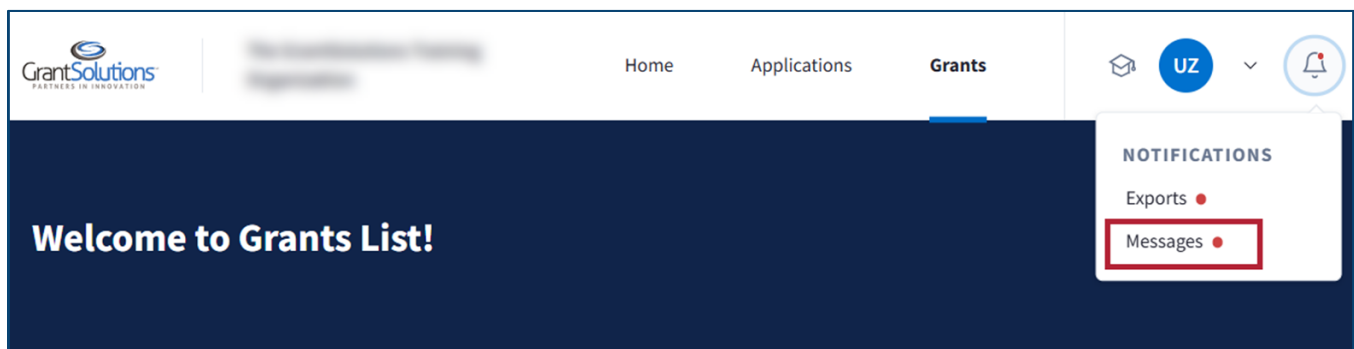 GrantSolutions
PARTNERS IN INNOVATION
Home
Applications
Grants
UZ
NOTIFICATIONS
Exports
Messages
Welcome to Grants List!